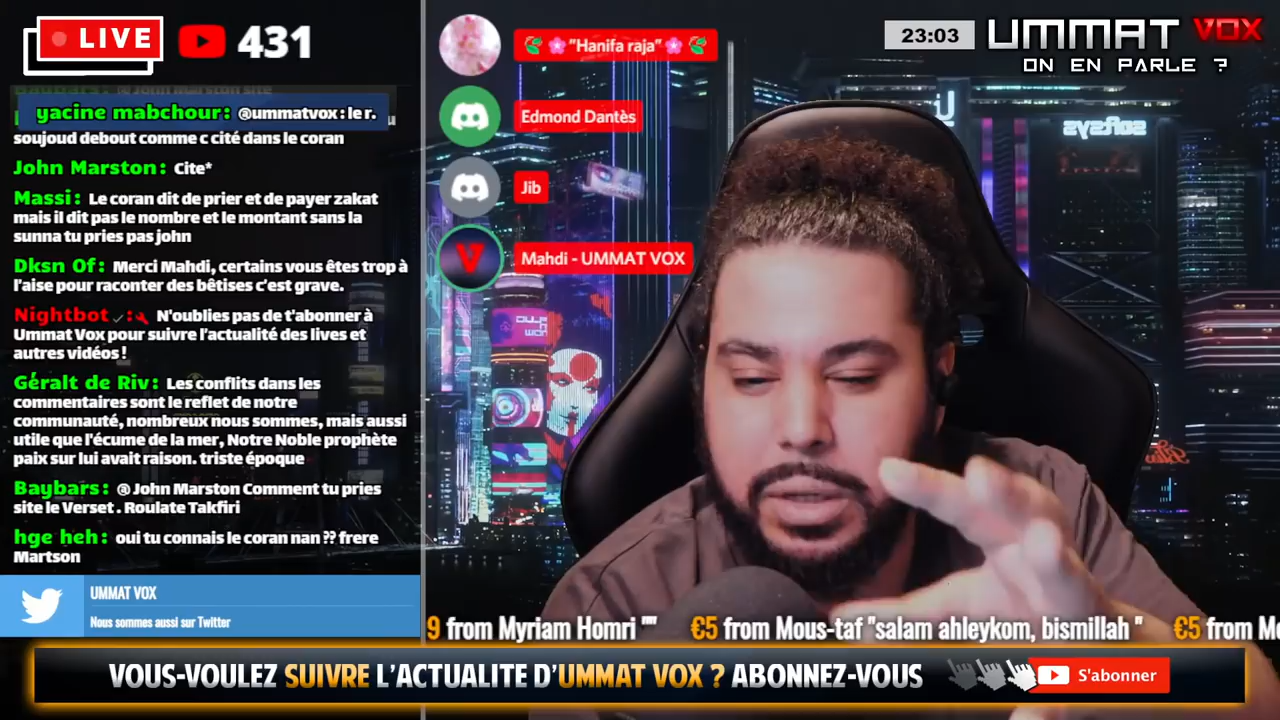 LIVE
431
yacine mabchour: @ummatvox : le r.
soujoud debout comme c cité dans le coran
John Marston: Cite*
Massi: Le coran dit de prier et de payer zakat
mais il dit pas le nombre et le montant sans la
sunna tu pries pas john
Dksn Of: Merci Mahdi, certains vous êtes trop à
l'aise pour raconter des bêtises c'est grave.
Nightbot: N'oublies pas de t'abonner à
Ummat Vox pour suivre l'actualité des lives et
autres vidéos !
Géralt de Riv: Les conflits dans les
commentaires sont le reflet de notre
communauté, nombreux nous sommes, mais aussi
utile que l'écume de la mer, Notre Noble prophète
paix sur lui avait raison. triste époque
Baybars: @ John Marston Comment tu pries
site le Verset . Roulate Takfiri
hge heh: oui tu connais le coran nan ?? frere
Martson
UMMAT VOX
Nous sommes aussi sur Twitter
"Hanifa raja"
Edmond Dantès
Jib
Mahdi - UMMAT VOX
23:03
UMMAT VOX
ON EN PARLE ?
softsys
9 from Myriam Homri "" €5 from Mous-taf "salam ahleykom, bismillah " €5 from Mo
VOUS-VOULEZ SUIVRE L'ACTUALITE D'UMMAT VOX ? ABONNEZ-VOUS
S'abonner